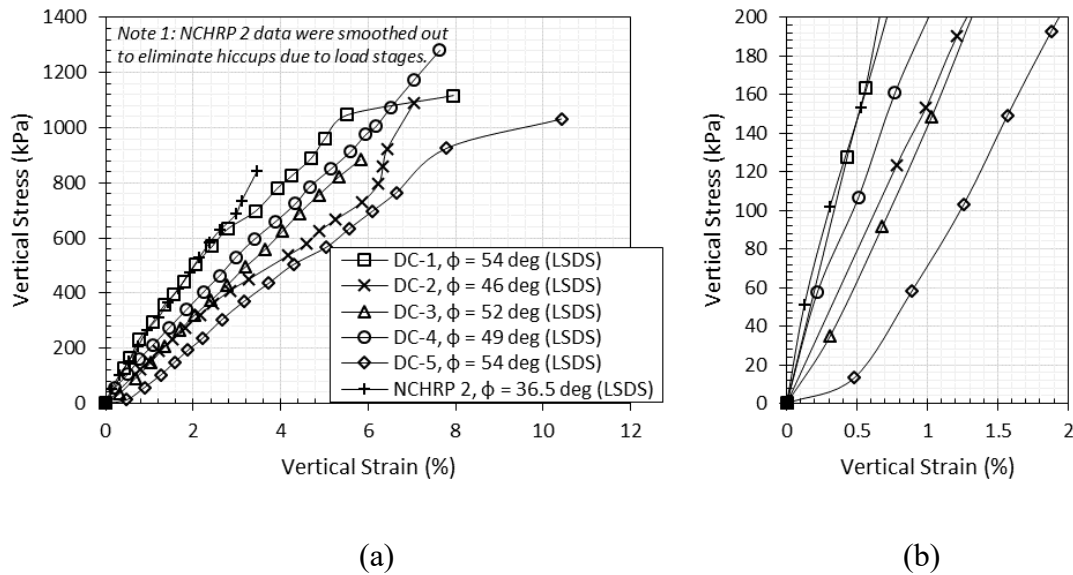 Note 1: NCHRP 2 data were smoothed out
to eliminate hiccups due to load stages.
Vertical Stress (kPa)
1400
1200
1000
800
600
400
200
0
DC-1, ϕ = 54 deg (LSDS)
DC-2, ϕ = 46 deg (LSDS)
DC-3, ϕ = 52 deg (LSDS)
DC-4, ϕ = 49 deg (LSDS)
DC-5, ϕ = 54 deg (LSDS)
NCHRP 2, ϕ = 36.5 deg (LSDS)
0 2 4 6 8 10 12
Vertical Strain (%)
(a)
Vertical Stress (kPa)
200
180
160
140
120
100
80
60
40
20
0
0 0.5 1 1.5 2
Vertical Strain (%)
(b)